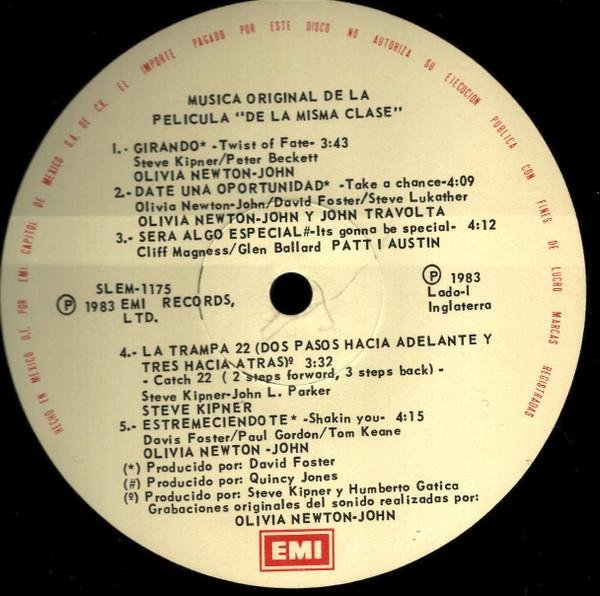 HECHO EN MEXICO D.F. POR EMI CAPITOL DE MEXICO S.A. DE C.V. EL IMPORTE PAGADO POR ESTE DISCO NO AUTORIZA SU EJECUCION PUBLICA CON FINES DE LUCRO MARCAS REGISTRADAS
MUSICA ORIGINAL DE LA
PELICULA "DE LA MISMA CLASE"
1.- GIRANDO* -Twist of Fate- 3:43
Steve Kipner/Peter Beckett
OLIVIA NEWTON-JOHN
2.- DATE UNA OPORTUNIDAD* -Take a chance-4:09
Olivia Newton-John/David Foster/Steve Lukather
OLIVIA NEWTON-JOHN Y JOHN TRAVOLTA
3.- SERA ALGO ESPECIAL#-Its gonna be special- 4:12
Cliff Magness/Glen Ballard PATTI AUSTIN
SLEM-1175
Ⓟ 1983 EMI RECORDS,
LTD.
Ⓟ 1983
Lado-I
Inglaterra
4.- LA TRAMPA 22 (DOS PASOS HACIA ADELANTE Y
TRES HACIA ATRAS)º 3:32
- Catch 22 ( 2 steps forward, 3 steps back) -
Steve Kipner-John L. Parker
STEVE KIPNER
5.- ESTREMECIENDOTE* -Shakin you- 4:15
Davis Foster/Paul Gordon/Tom Keane
OLIVIA NEWTON -JOHN
(*) Producido por: David Foster
(#) Producido por: Quincy Jones
(º) Producido por: Steve Kipner y Humberto Gatica
Grabaciones originales del sonido realizadas por:
OLIVIA NEWTON-JOHN
EMI